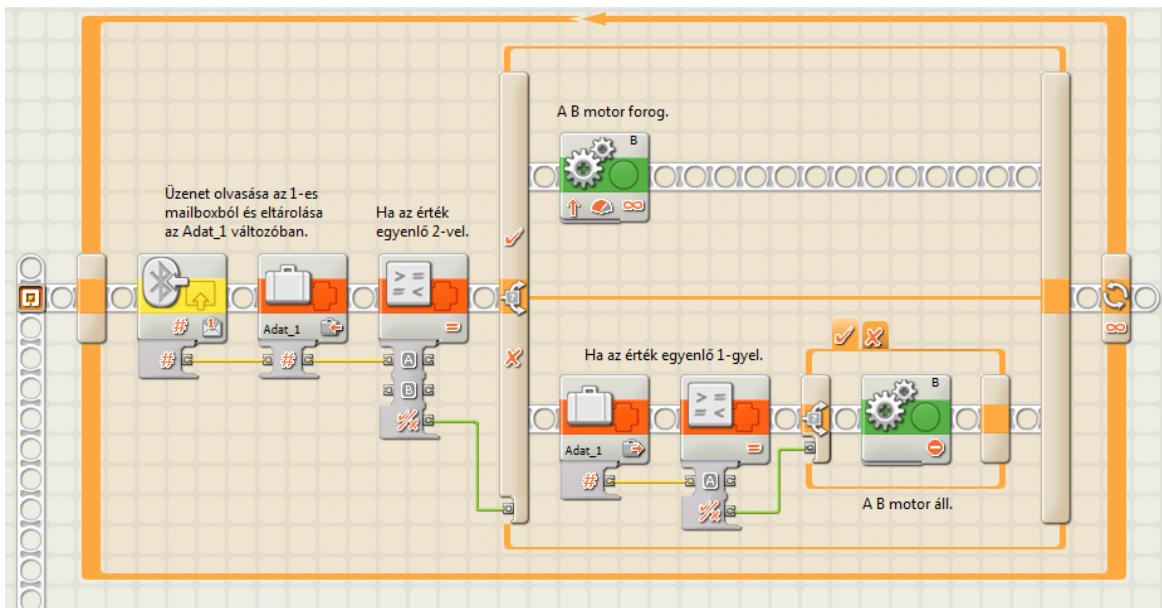 A B motor forog.
B
Üzenet olvasása az 1-es
mailboxból és eltárolása
az Adat_1 változóban.
Ha az érték
egyenlő 2-vel.
1
Adat_1
A
B
Ha az érték egyenlő 1-gyel.
B
Adat_1
A
A B motor áll.